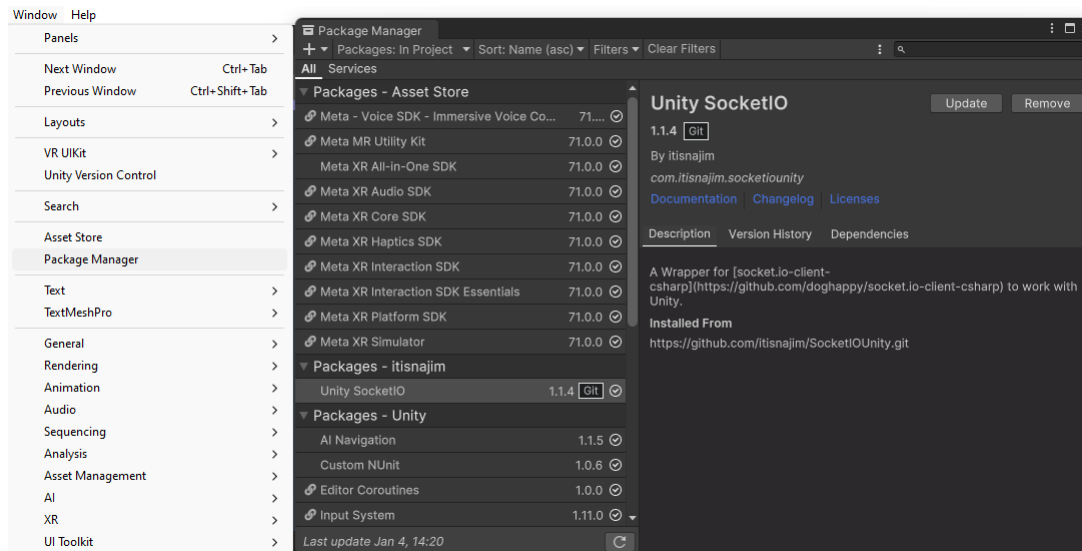 Window Help
Panels
Next Window Ctrl+Tab
Previous Window Ctrl+Shift+Tab
Layouts
VR UIKit
Unity Version Control
Search
Asset Store
Package Manager
Text
TextMeshPro
General
Rendering
Animation
Audio
Sequencing
Analysis
Asset Management
AI
XR
UI Toolkit
Package Manager
Packages: In Project Sort: Name (asc) Filters Clear Filters
All Services
Packages - Asset Store
Meta - Voice SDK - Immersive Voice Co... 71....
Meta MR Utility Kit 71.0.0
Meta XR All-in-One SDK 71.0.0
Meta XR Audio SDK 71.0.0
Meta XR Core SDK 71.0.0
Meta XR Haptics SDK 71.0.0
Meta XR Interaction SDK 71.0.0
Meta XR Interaction SDK Essentials 71.0.0
Meta XR Platform SDK 71.0.0
Meta XR Simulator 71.0.0
Packages - itisnajim
Unity SocketIO 1.1.4 Git
Packages - Unity
AI Navigation 1.1.5
Custom NUnit 1.0.6
Editor Coroutines 1.0.0
Input System 1.11.0
Last update Jan 4, 14:20
Unity SocketIO Update Remove
1.1.4 Git
By itisnajim
com.itisnajim.socketiounity
Documentation Changelog Licenses
Description Version History Dependencies
A Wrapper for [socket.io-client-
csharp](https://github.com/doghappy/socket.io-client-csharp) to work with
Unity.
Installed From
https://github.com/itisnajim/SocketIOUnity.git